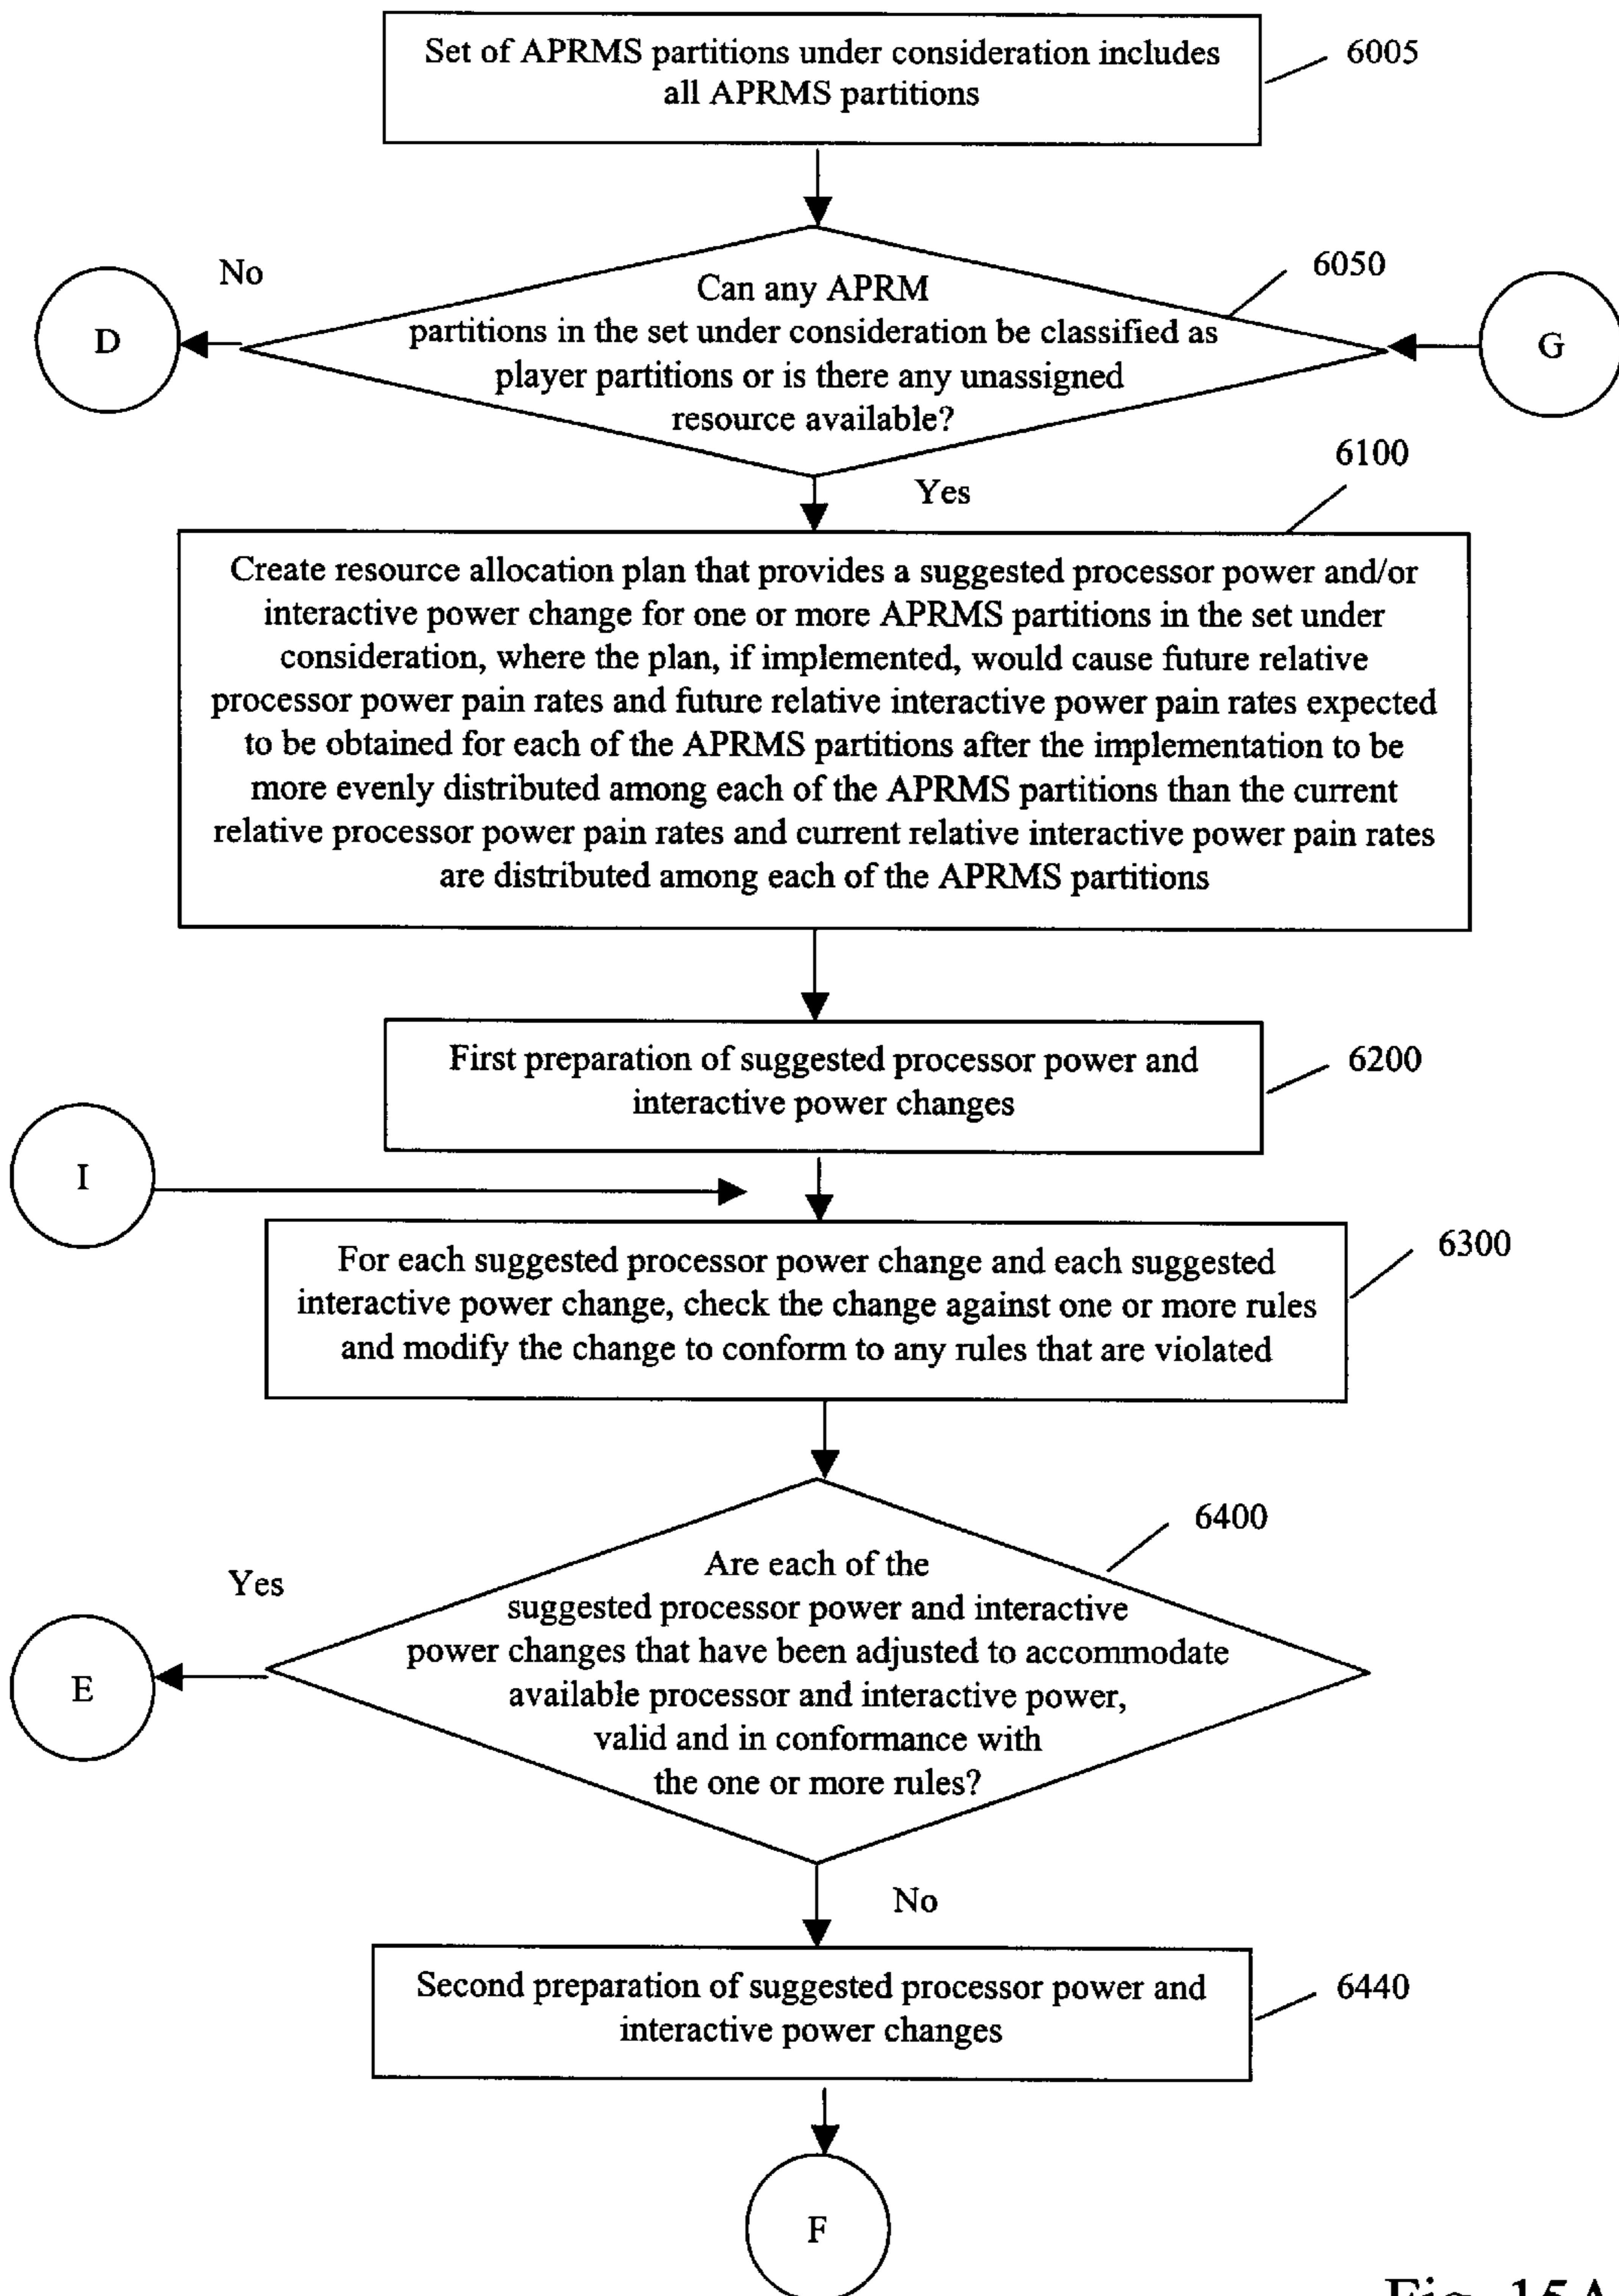 Set of APRMS partitions under consideration includes
all APRMS partitions
6005
No
6050
D
Can any APRM
partitions in the set under consideration be classified as
player partitions or is there any unassigned
resource available?
G
6100
Yes
Create resource allocation plan that provides a suggested processor power and/or
interactive power change for one or more APRMS partitions in the set under
consideration, where the plan, if implemented, would cause future relative
processor power pain rates and future relative interactive power pain rates expected
to be obtained for each of the APRMS partitions after the implementation to be
more evenly distributed among each of the APRMS partitions than the current
relative processor power pain rates and current relative interactive power pain rates
are distributed among each of the APRMS partitions
First preparation of suggested processor power and
interactive power changes
6200
I
For each suggested processor power change and each suggested
interactive power change, check the change against one or more rules
and modify the change to conform to any rules that are violated
6300
6400
Yes
Are each of the
suggested processor power and interactive
power changes that have been adjusted to accommodate
available processor and interactive power,
valid and in conformance with
the one or more rules?
E
No
Second preparation of suggested processor power and
interactive power changes
6440
F
Fig. 15A